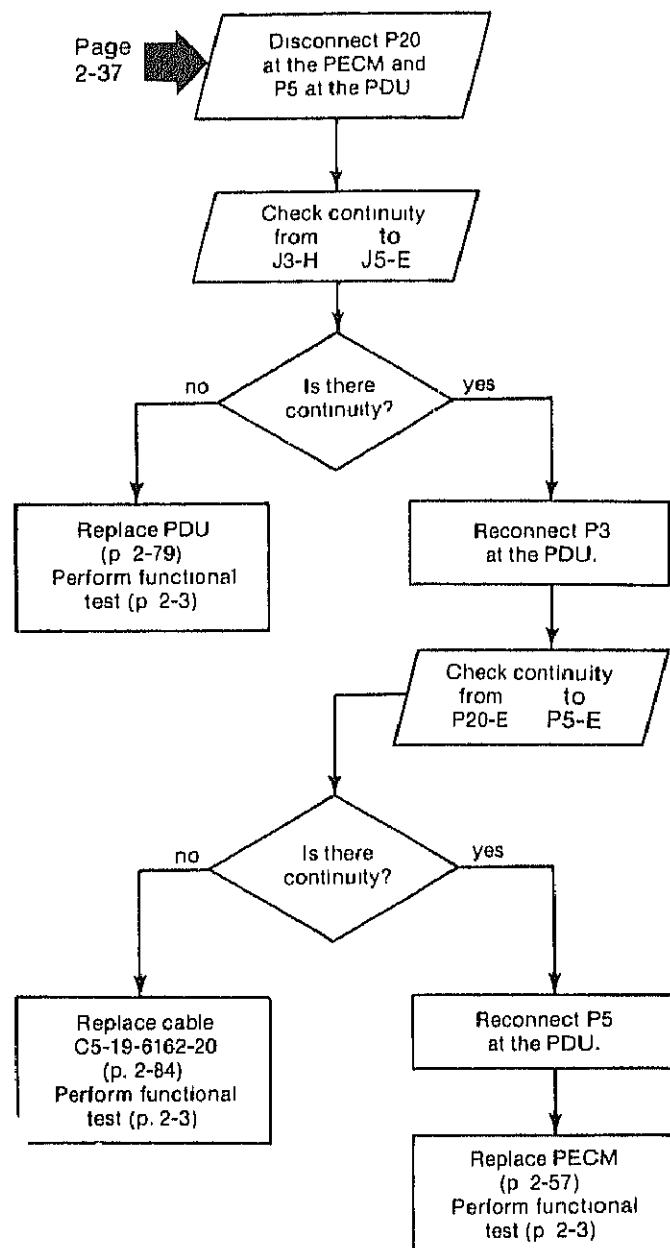 Page
2-37
Disconnect P20
at the PECM and
P5 at the PDU
Check continuity
from to
J3-H J5-E
no
Is there
continuity?
yes
Replace PDU
(p 2-79)
Perform functional
test (p 2-3)
Reconnect P3
at the PDU.
Check continuity
from to
P20-E P5-E
no
Is there
continuity?
yes
Replace cable
C5-19-6162-20
(p. 2-84)
Perform functional
test (p. 2-3)
Reconnect P5
at the PDU.
Replace PECM
(p 2-57)
Perform functional
test (p 2-3)